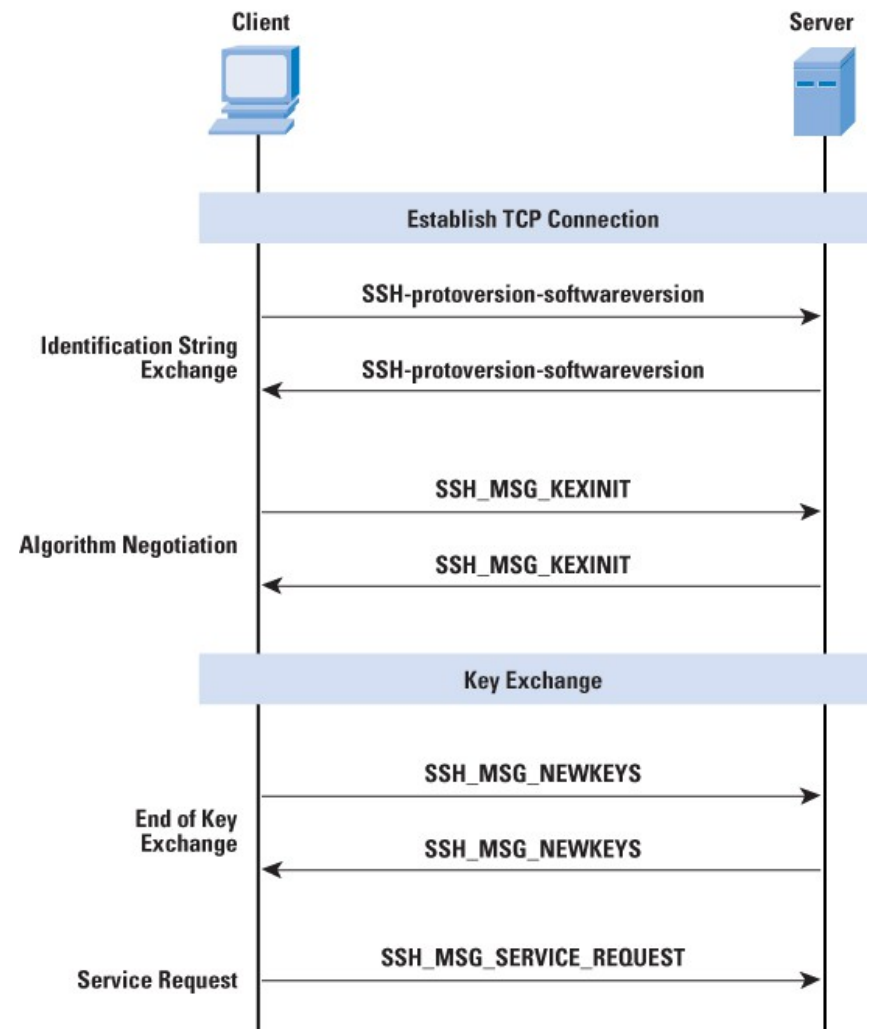 Client
Server
Establish TCP Connection
SSH-protoversion-softwareversion
Identification String
Exchange
SSH-protoversion-softwareversion
SSH_MSG_KEXINIT
Algorithm Negotiation
SSH_MSG_KEXINIT
Key Exchange
SSH_MSG_NEWKEYS
End of Key
Exchange
SSH_MSG_NEWKEYS
SSH_MSG_SERVICE_REQUEST
Service Request